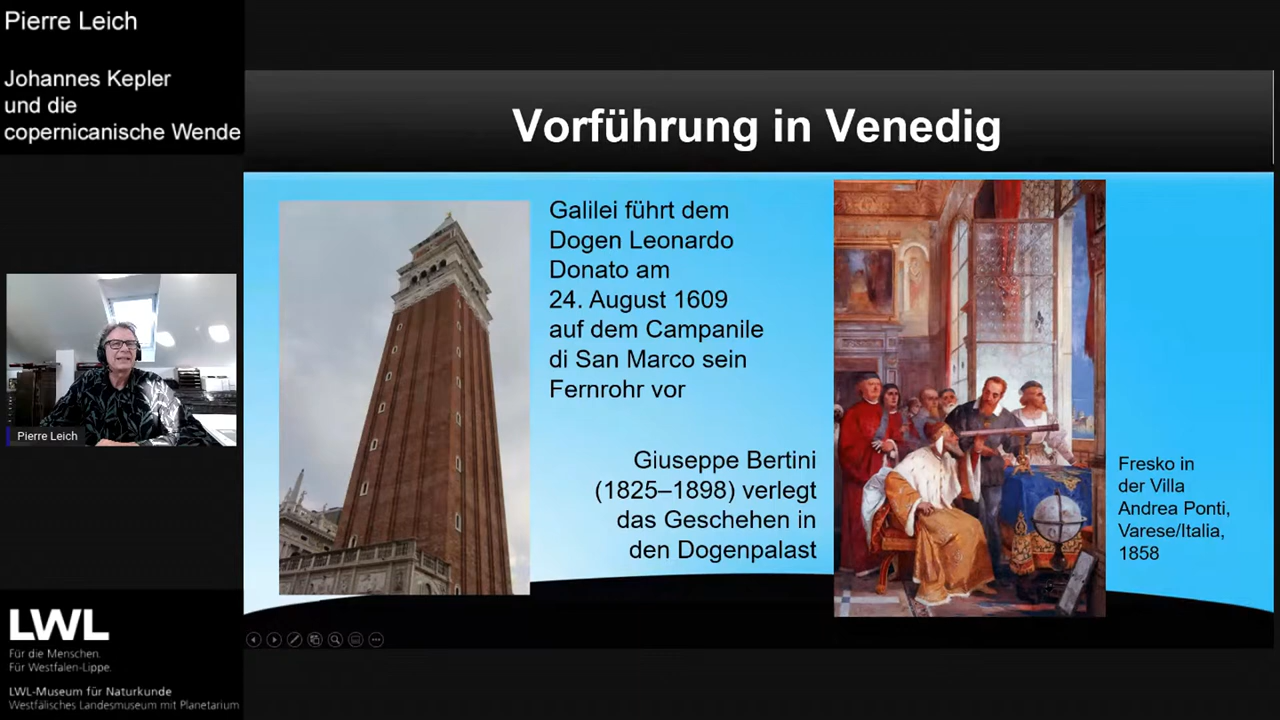 Pierre Leich
Johannes Kepler
und die
copernicanische Wende
Vorführung in Venedig
Galilei führt dem
Dogen Leonardo
Donato am
24. August 1609
auf dem Campanile
di San Marco sein
Fernrohr vor
Giuseppe Bertini
(1825–1898) verlegt
das Geschehen in
den Dogenpalast
Fresko in
der Villa
Andrea Ponti,
Varese/Italia,
1858
Pierre Leich
LWL
Für die Menschen.
Für Westfalen-Lippe.
LWL-Museum für Naturkunde
Westfälisches Landesmuseum mit Planetarium